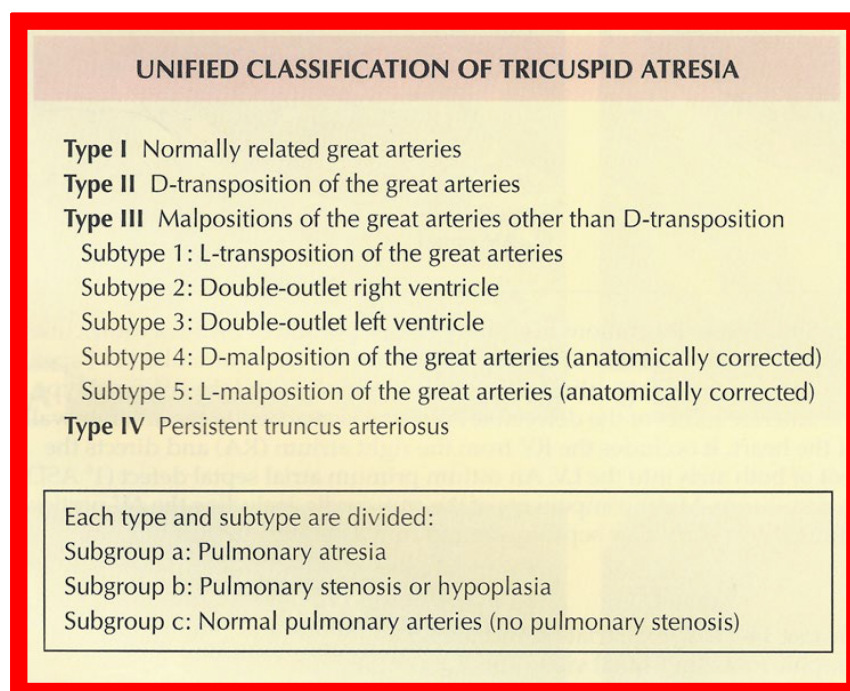 UNIFIED CLASSIFICATION OF TRICUSPID ATRESIA
Type I Normally related great arteries
Type II D-transposition of the great arteries
Type III Malpositions of the great arteries other than D-transposition
Subtype 1: L-transposition of the great arteries
Subtype 2: Double-outlet right ventricle
Subtype 3: Double-outlet left ventricle
Subtype 4: D-malposition of the great arteries (anatomically corrected)
Subtype 5: L-malposition of the great arteries (anatomically corrected)
Type IV Persistent truncus arteriosus
Each type and subtype are divided:
Subgroup a: Pulmonary atresia
Subgroup b: Pulmonary stenosis or hypoplasia
Subgroup c: Normal pulmonary arteries (no pulmonary stenosis)